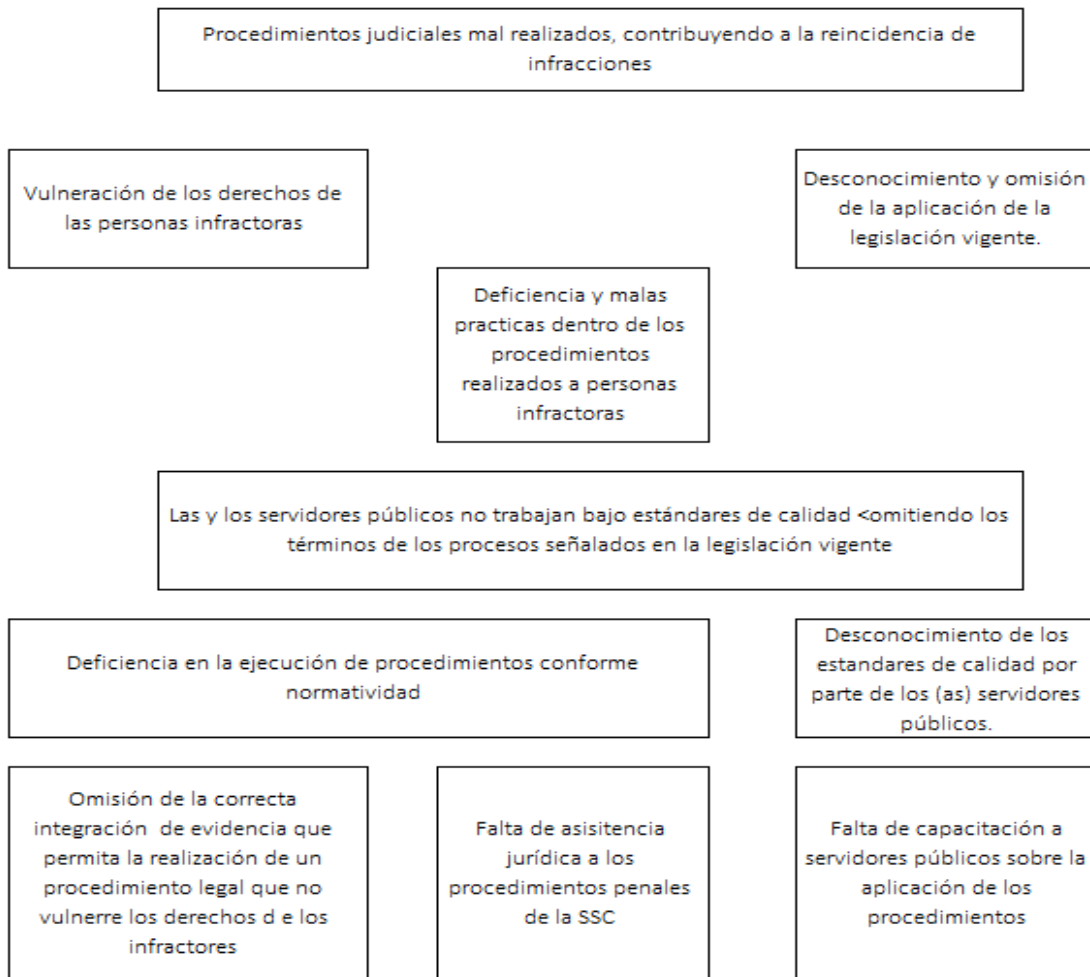 Procedimientos judiciales mal realizados, contribuyendo a la reincidencia de
infracciones
Vulneración de los derechos de
las personas infractoras
Desconocimiento y omisión
de la aplicación de la
legislación vigente.
Deficiencia y malas
practicas dentro de los
procedimientos
realizados a personas
infractoras
Las y los servidores públicos no trabajan bajo estándares de calidad <omitiendo los
términos de los procesos señalados en la legislación vigente
Deficiencia en la ejecución de procedimientos conforme
normatividad
Desconocimiento de los
estandares de calidad por
parte de los (as) servidores
públicos.
Omisión de la correcta
integración  de evidencia que
permita la realización de un
procedimiento legal que no
vulnerre los derechos d e los
infractores
Falta de asisitencia
jurídica a los
procedimientos penales
de la SSC
Falta de capacitación a
servidores públicos sobre la
aplicación de los
procedimientos